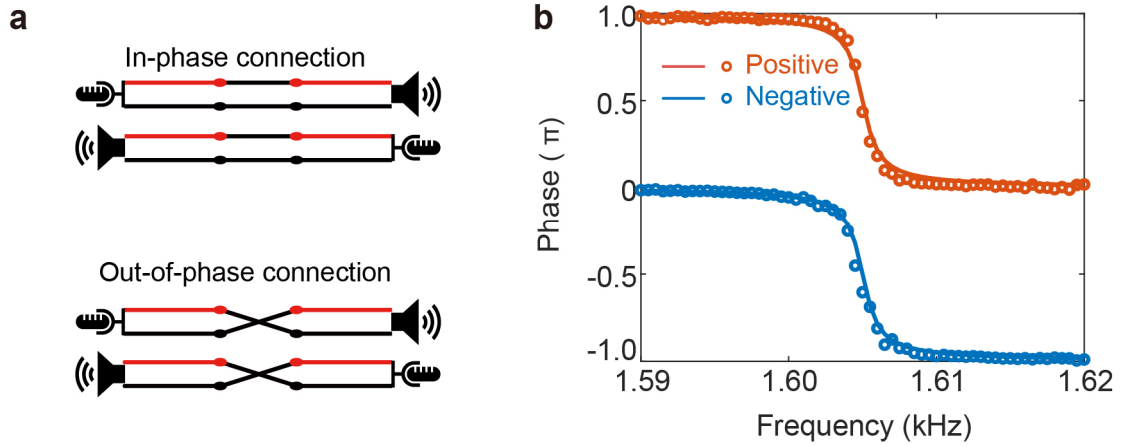 a
In-phase connection
Out-of-phase connection
b
1.0
0.5
0
-0.5
-1.0
Phase ( π)
Positive
Negative
1.59
1.60
1.61
1.62
Frequency (kHz)